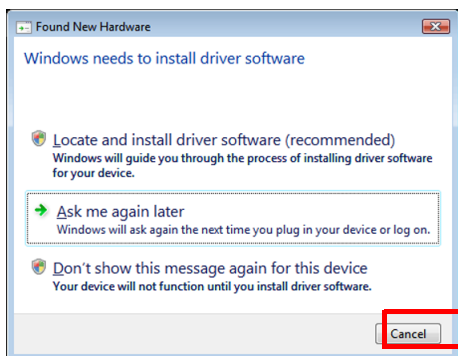 Found New Hardware
Windows needs to install driver software
Locate and install driver software (recommended)
Windows will guide you through the process of installing driver software
for your device.
Ask me again later
Windows will ask again the next time you plug in your device or log on.
Don't show this message again for this device
Your device will not function until you install driver software.
Cancel